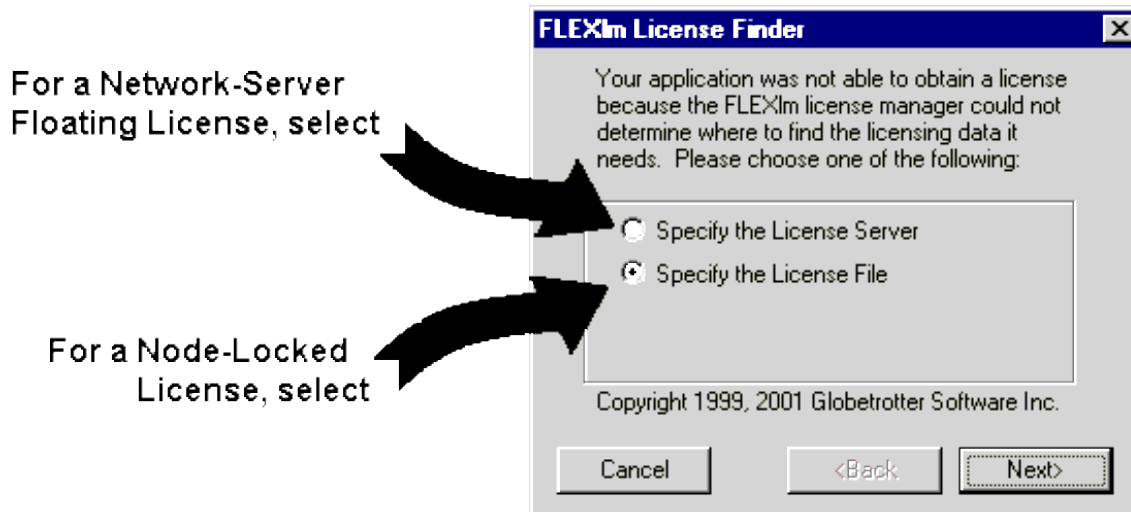 FLEXlm License Finder
For a Network-Server
Floating License, select
Your application was not able to obtain a license
because the FLEXlm license manager could not
determine where to find the licensing data it
needs.  Please choose one of the following:
Specify the License Server
Specify the License File
For a Node-Locked
License, select
Copyright 1999, 2001 Globetrotter Software Inc.
Cancel
<Back
Next>